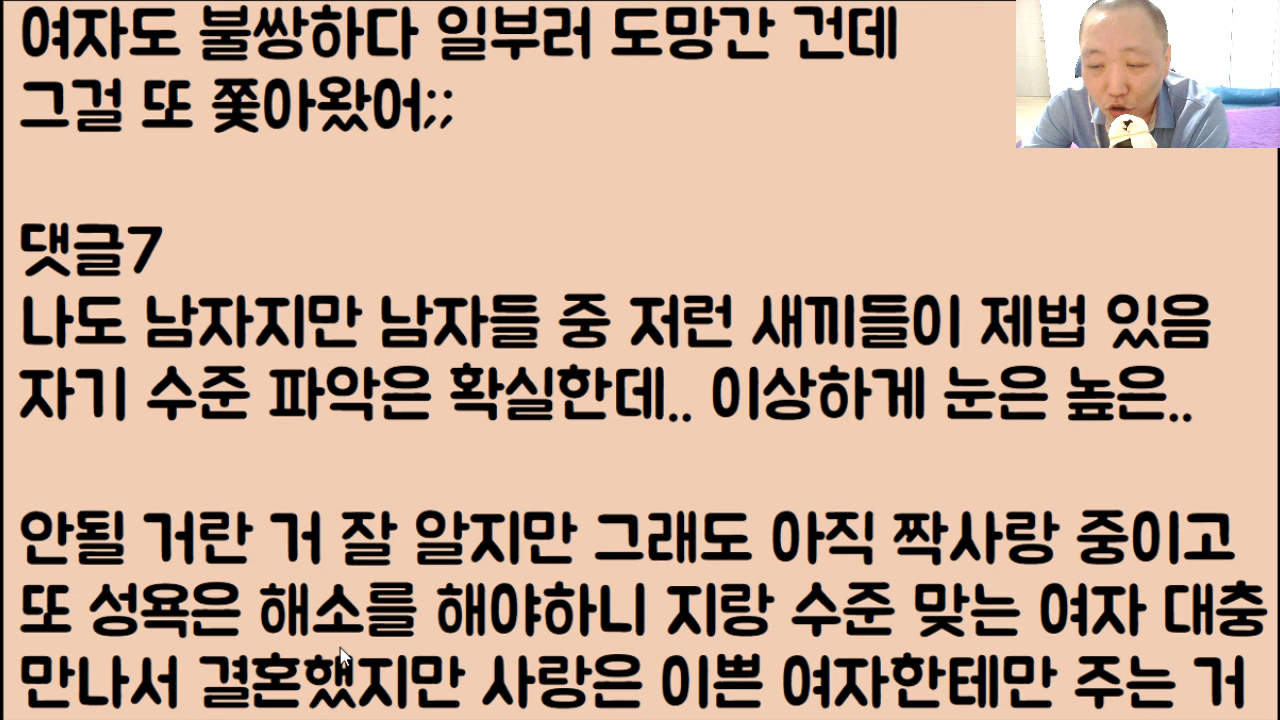 여자도 불쌍하다 일부러 도망간 건데
그걸 또 쫓아왔어;;
댓글7
나도 남자지만 남자들 중 저런 새끼들이 제법 있음
자기 수준 파악은 확실한데.. 이상하게 눈은 높은..
안될 거란 거 잘 알지만 그래도 아직 짝사랑 중이고
또 성욕은 해소를 해야하니 지랑 수준 맞는 여자 대충
만나서 결혼했지만 사랑은 이쁜 여자한테만 주는 거